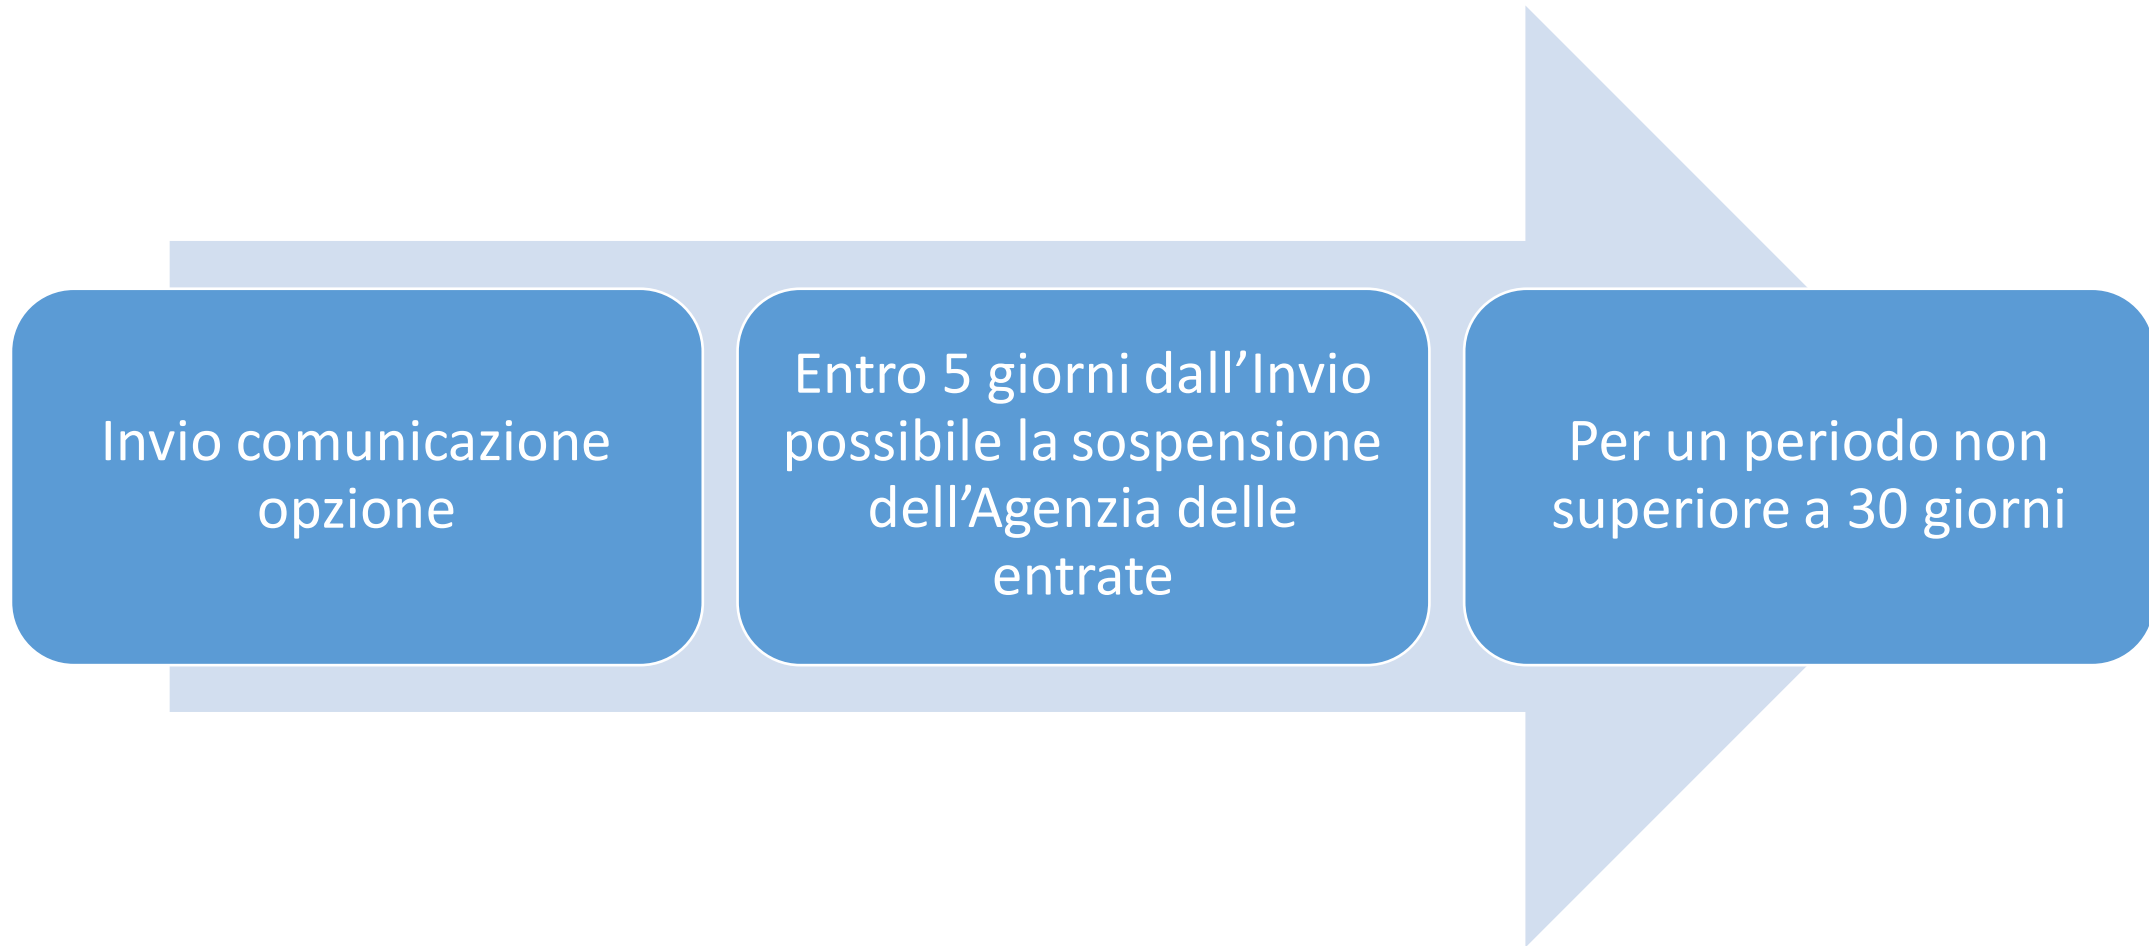 Invio comunicazione
opzione
Entro 5 giorni dall’Invio
possibile la sospensione
dell’Agenzia delle
entrate
Per un periodo non
superiore a 30 giorni